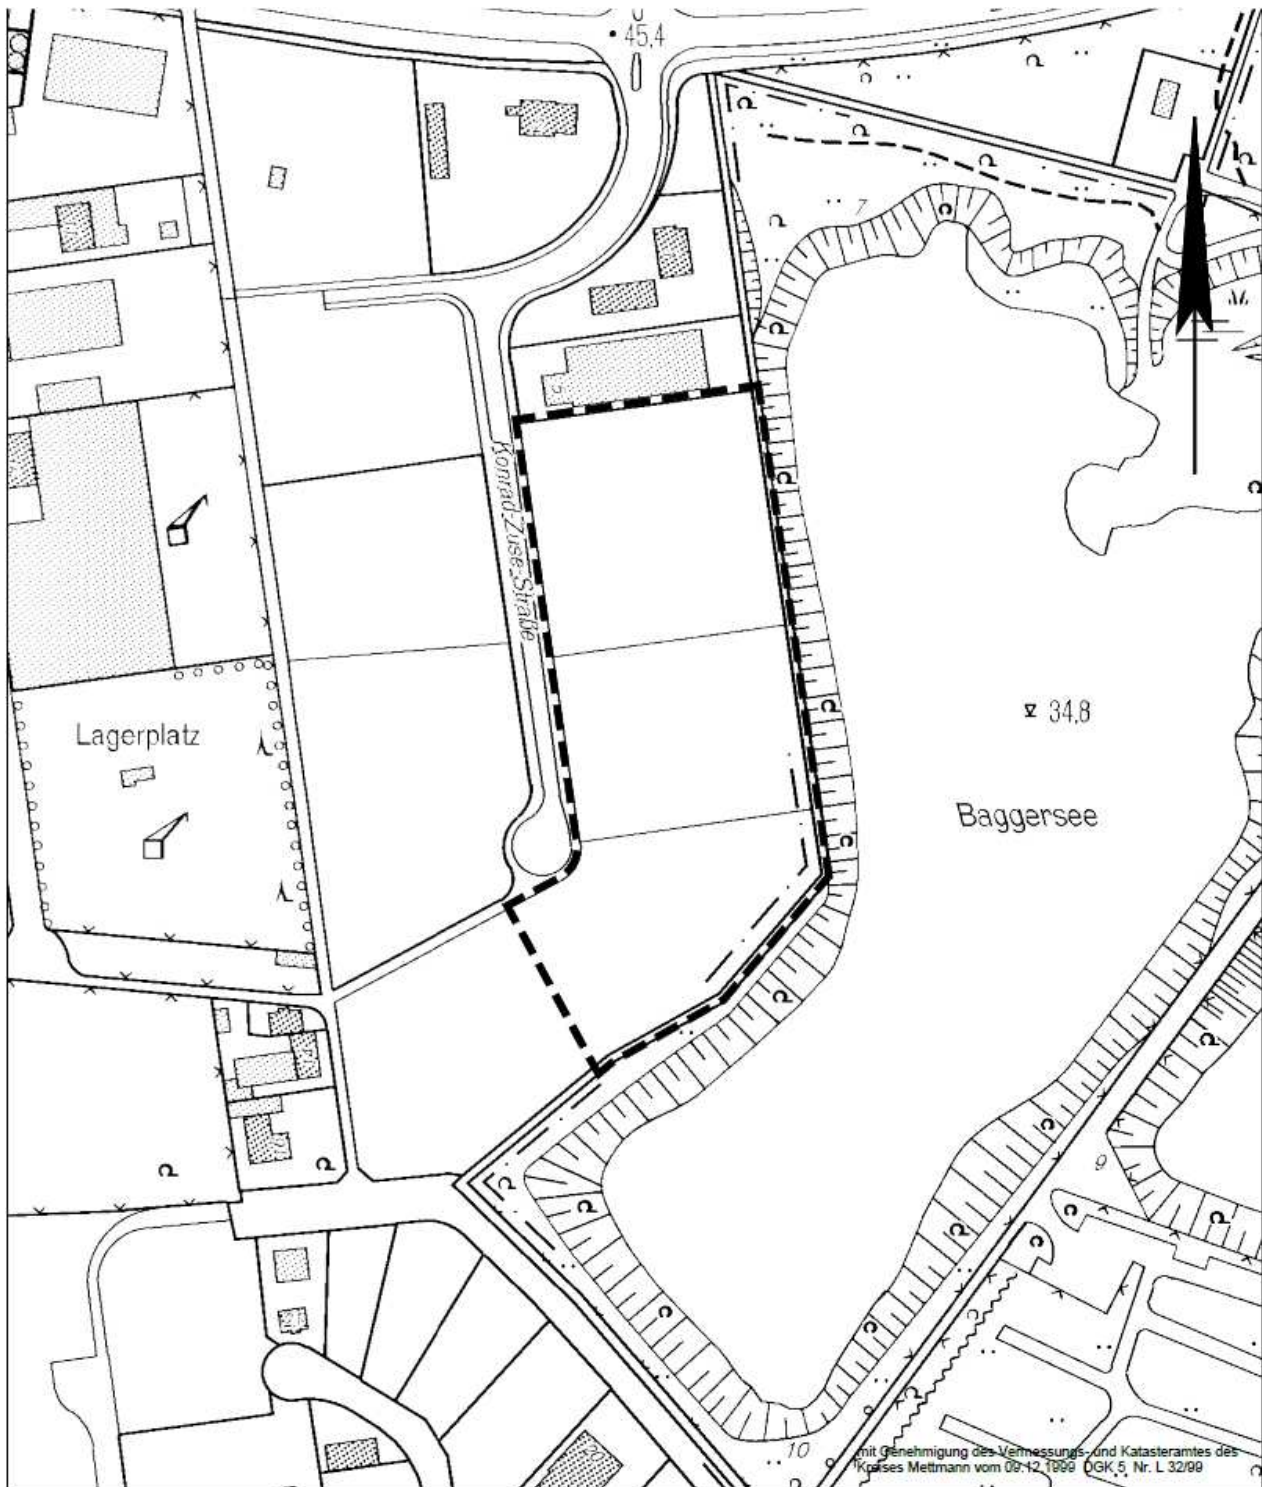 45,4
7
5
Konrad-Zuse-Straße
Lagerplatz
34,8
Baggersee
9
10
mit Genehmigung des Vermessungs- und Katasteramtes des
Kreises Mettmann vom 09.12.1999 DGK 5 Nr. L 32/99